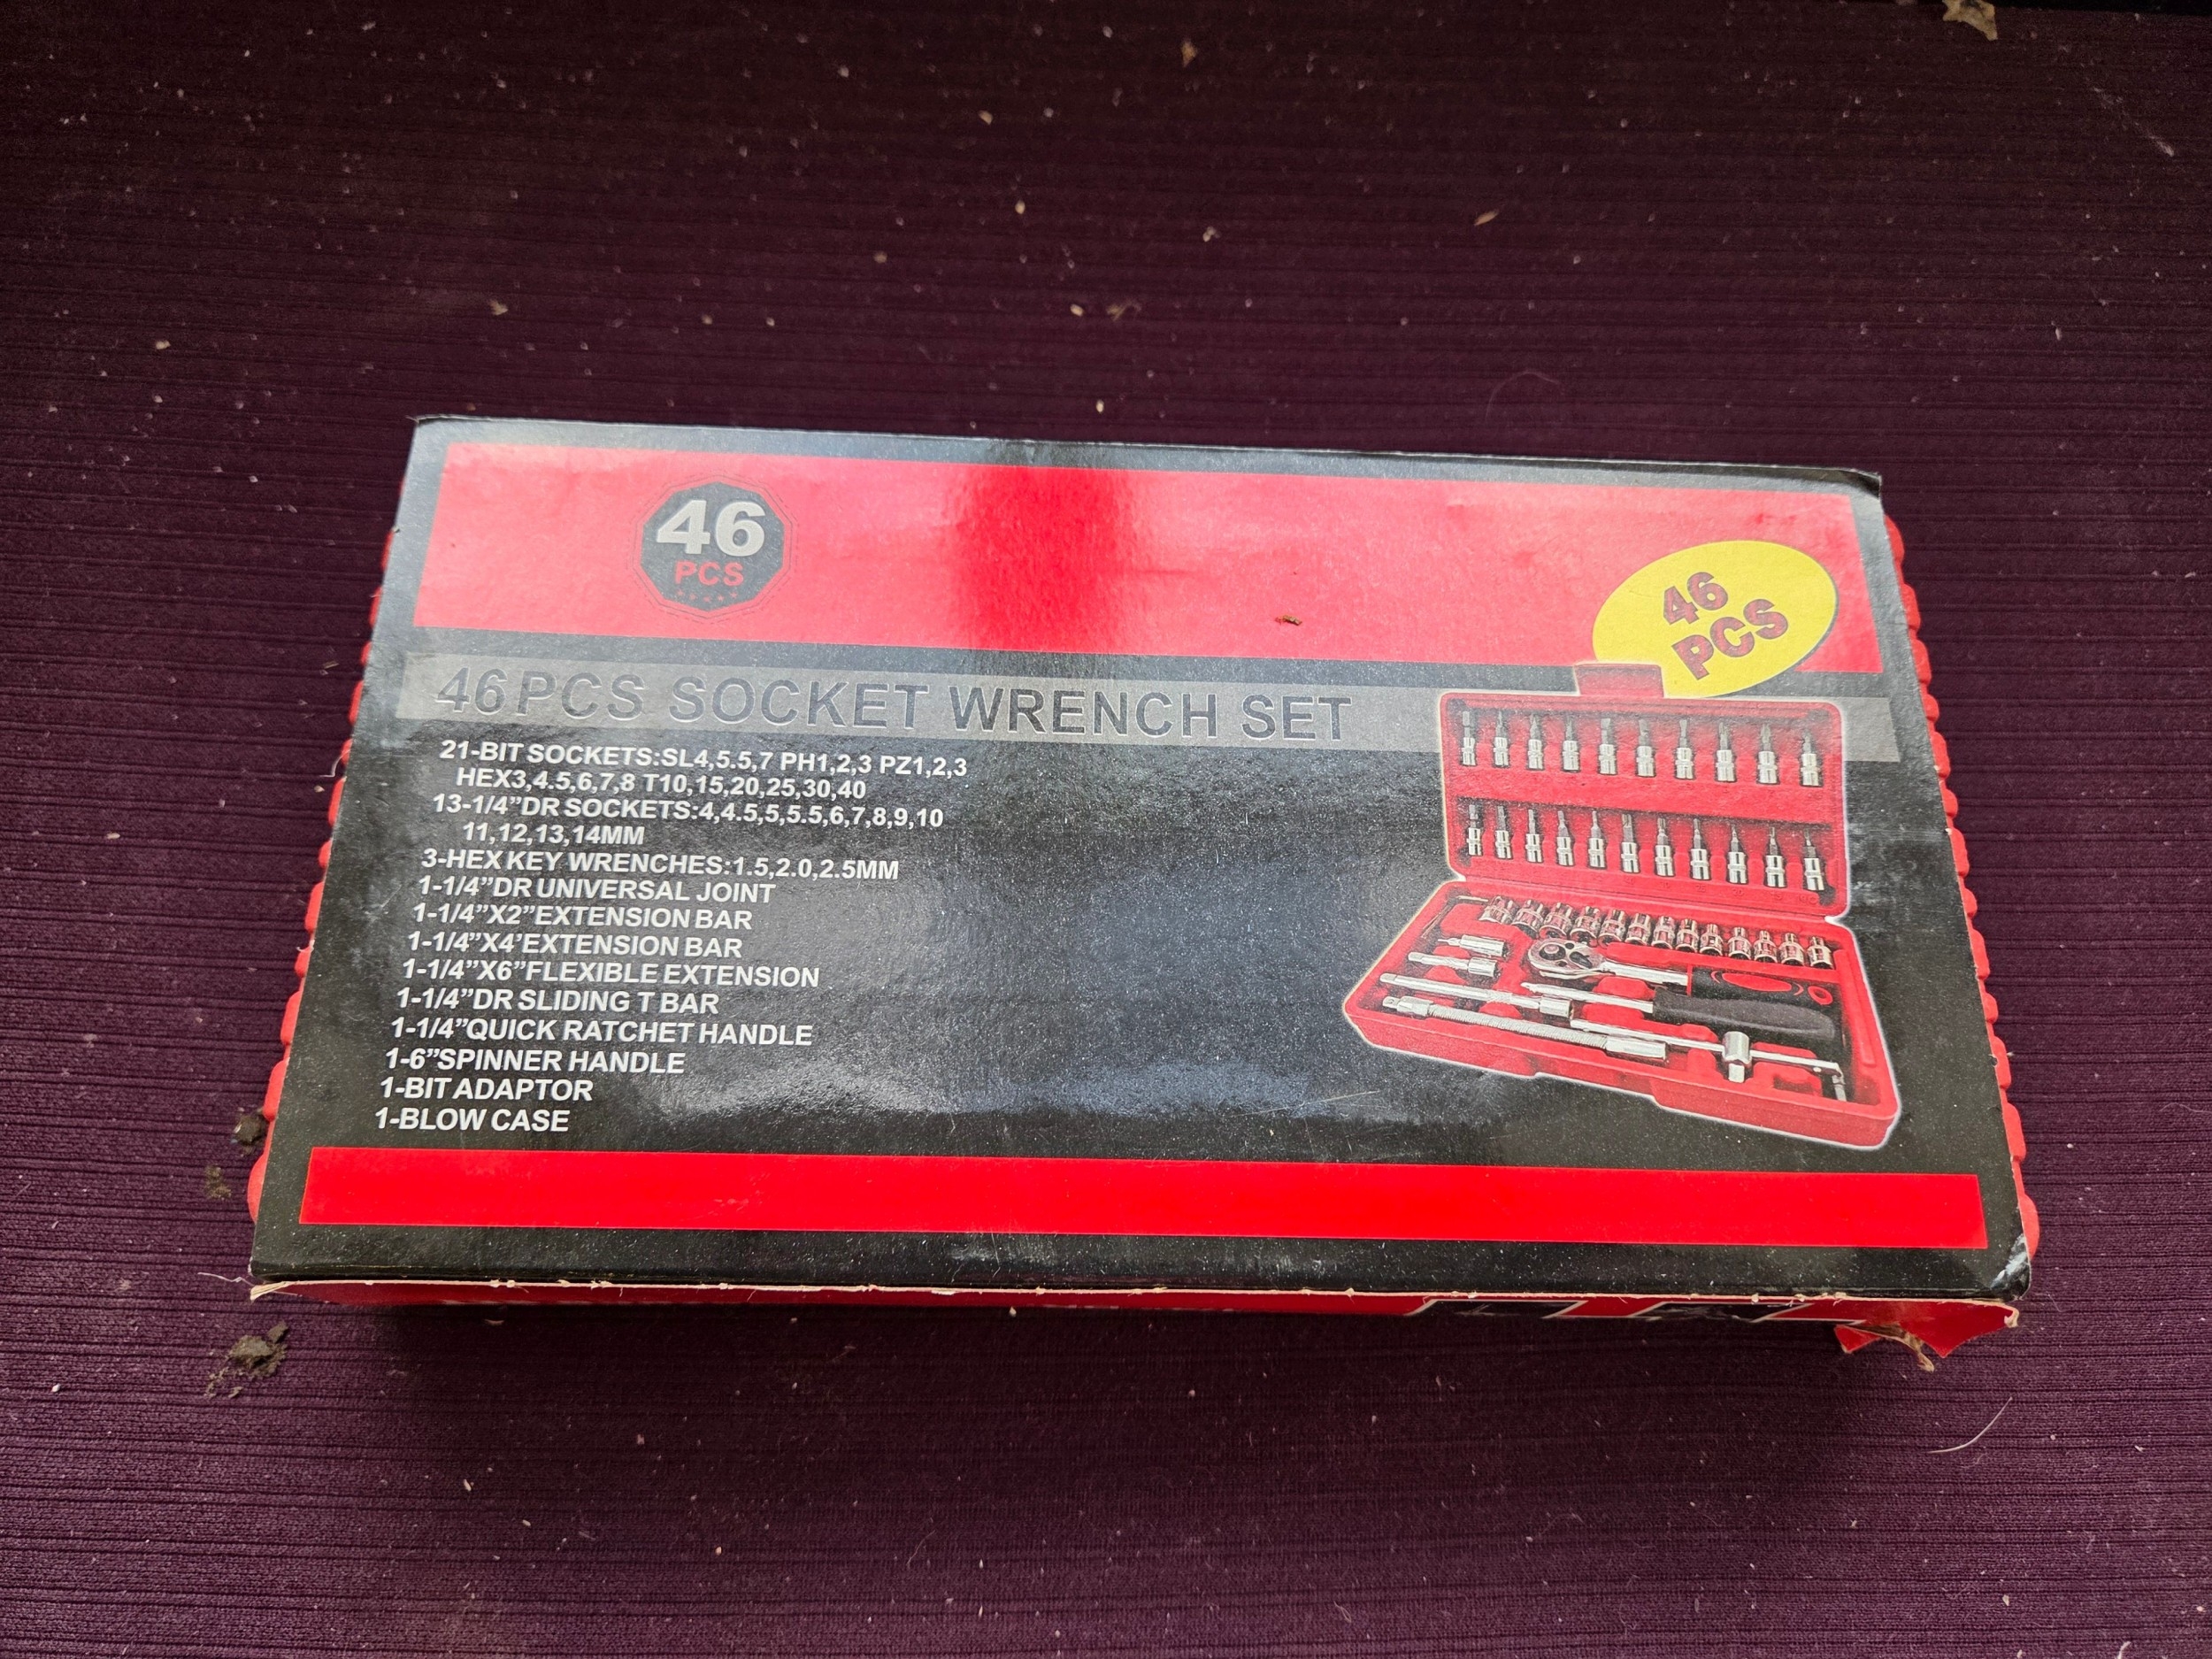 46
PCS
46
PCS
46PCS SOCKET WRENCH SET
21-BIT SOCKETS:SL4,5.5,7 PH1,2,3 PZ1,2,3
HEX3,4.5,6,7,8 T10,15,20,25,30,40
13-1/4”DR SOCKETS:4,4.5,5,5.5,6,7,8,9,10
11,12,13,14MM
3-HEX KEY WRENCHES:1.5,2.0,2.5MM
1-1/4”DR UNIVERSAL JOINT
1-1/4”X2”EXTENSION BAR
1-1/4”X4’EXTENSION BAR
1-1/4”X6”FLEXIBLE EXTENSION
1-1/4”DR SLIDING T BAR
1-1/4”QUICK RATCHET HANDLE
1-6”SPINNER HANDLE
1-BIT ADAPTOR
1-BLOW CASE